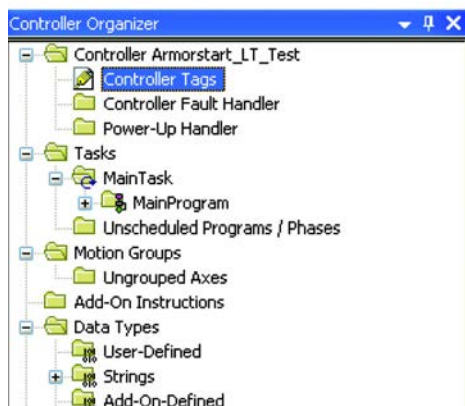 Controller Organizer
Controller Armorstart_LT_Test
Controller Tags
Controller Fault Handler
Power-Up Handler
Tasks
MainTask
MainProgram
Unscheduled Programs / Phases
Motion Groups
Ungrouped Axes
Add-On Instructions
Data Types
User-Defined
Strings
Add-On-Defined